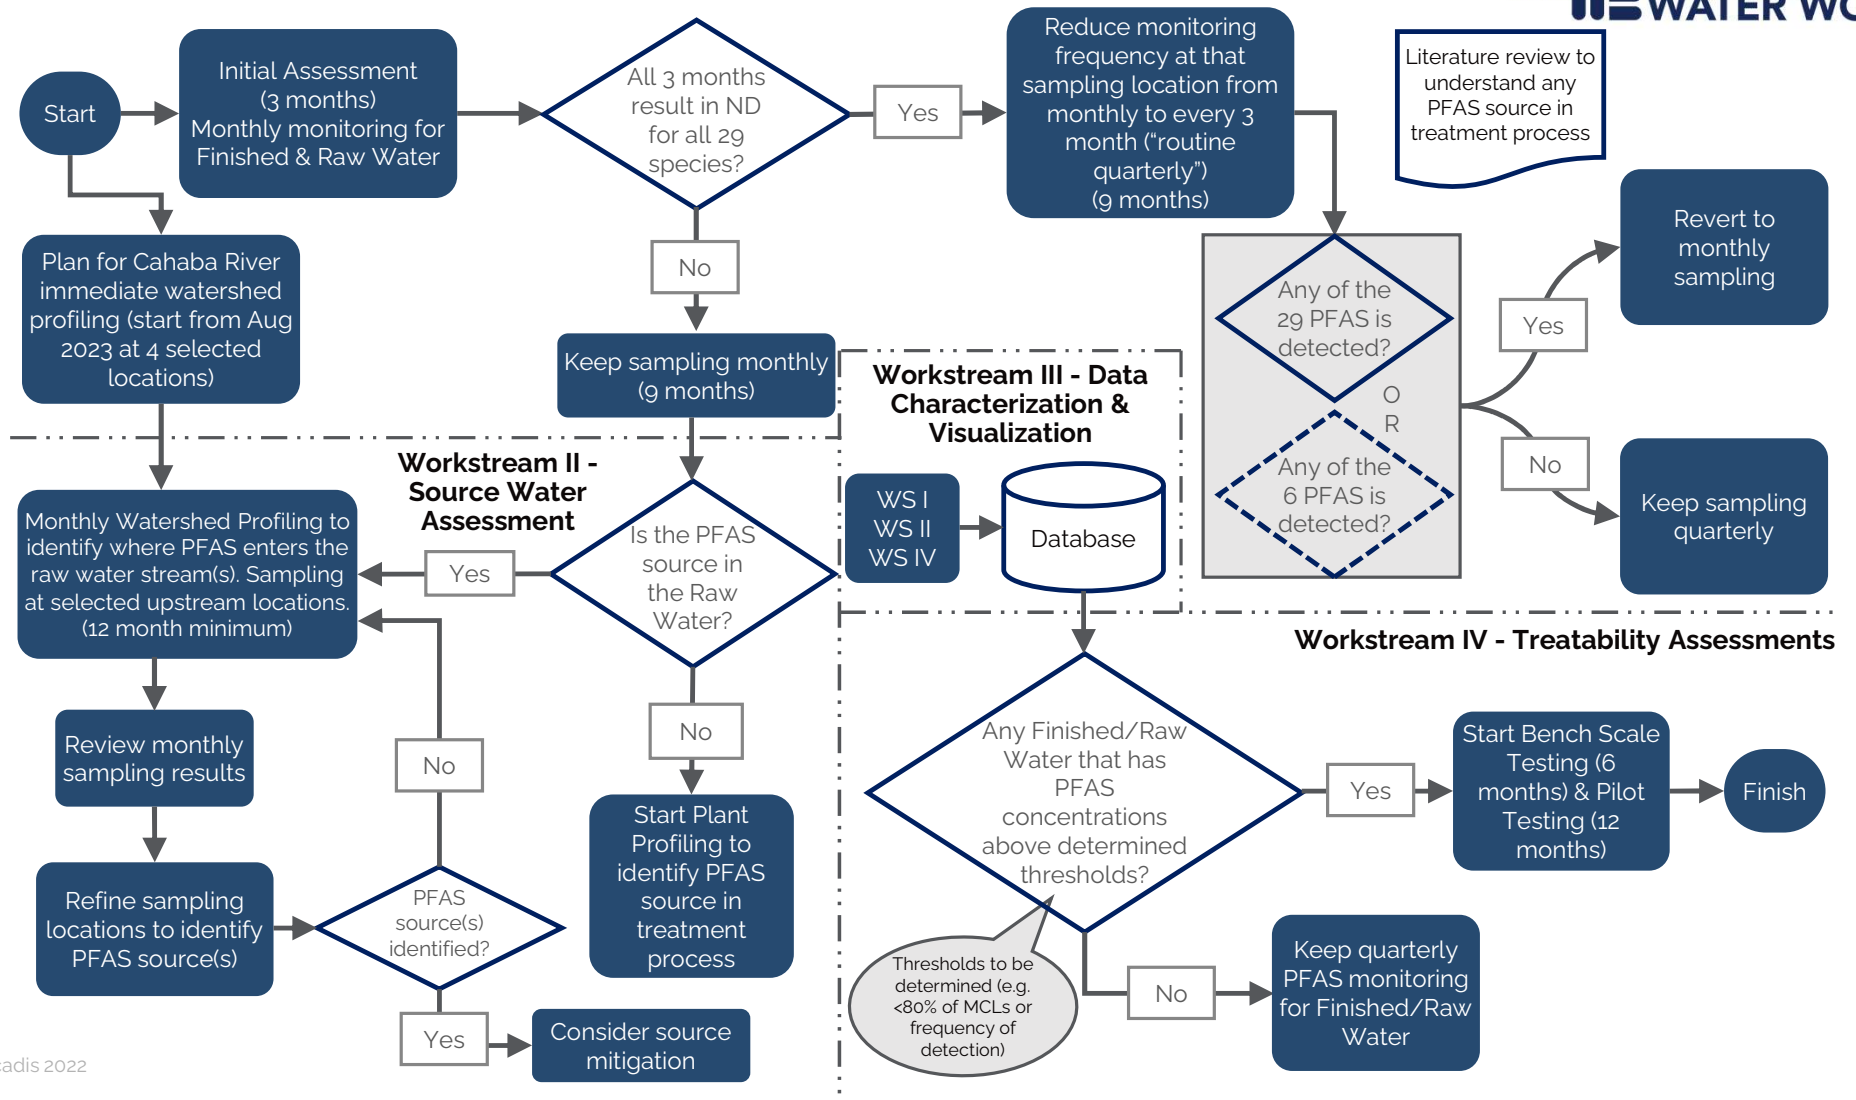 WATER WO
Start
Initial Assessment
(3 months)
Monthly monitoring for
Finished & Raw Water
All 3 months
result in ND
for all 29
species?
Yes
Reduce monitoring
frequency at that
sampling location from
monthly to every 3
month (“routine
quarterly”)
(9 months)
Literature review to
understand any
PFAS source in
treatment process
Revert to
monthly
sampling
Plan for Cahaba River
immediate watershed
profiling (start from Aug
2023 at 4 selected
locations)
No
Keep sampling monthly
(9 months)
Any of the
29 PFAS is
detected?
O
R
Any of the
6 PFAS is
detected?
Yes
No
Keep sampling
quarterly
Workstream III - Data
Characterization &
Visualization
WS I
WS II
WS IV
Database
Workstream II -
Source Water
Assessment
Monthly Watershed Profiling to
identify where PFAS enters the
raw water stream(s). Sampling
at selected upstream locations.
(12 month minimum)
Yes
Is the PFAS
source in
the Raw
Water?
No
Start Plant
Profiling to
identify PFAS
source in
treatment
process
Review monthly
sampling results
No
Refine sampling
locations to identify
PFAS source(s)
PFAS
source(s)
identified?
Yes
Consider source
mitigation
Workstream IV - Treatability Assessments
Any Finished/Raw
Water that has
PFAS
concentrations
above determined
thresholds?
Yes
Start Bench Scale
Testing (6
months) & Pilot
Testing (12
months)
Finish
Thresholds to be
determined (e.g.
<80% of MCLs or
frequency of
detection)
No
Keep quarterly
PFAS monitoring
for Finished/Raw
Water
cadis 2022